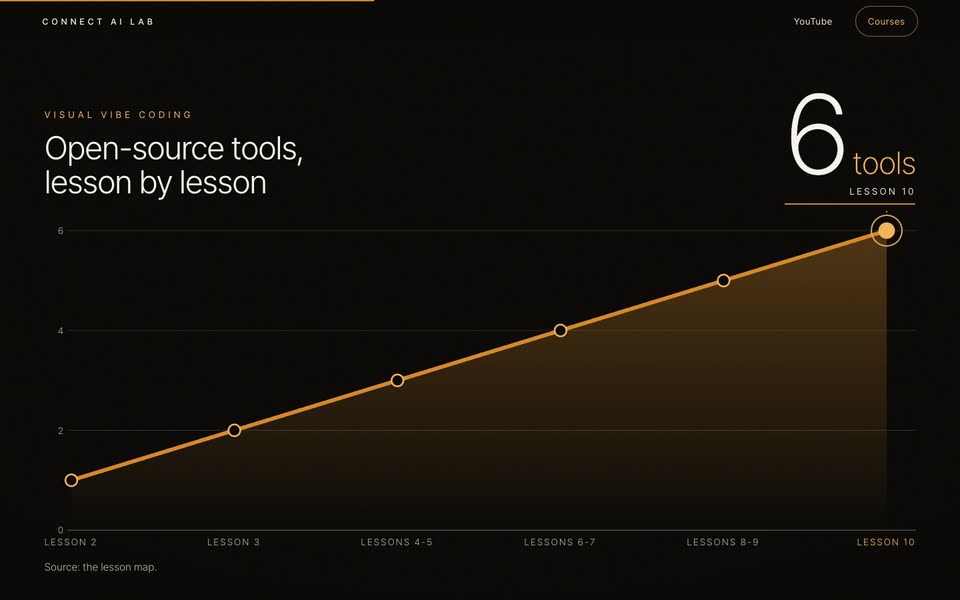 CONNECT AI LAB
YouTube
Courses
VISUAL VIBE CODING
Open-source tools,
lesson by lesson
6 tools
LESSON 10
6
4
2
0
LESSON 2
LESSON 3
LESSONS 4-5
LESSONS 6-7
LESSONS 8-9
LESSON 10
Source: the lesson map.